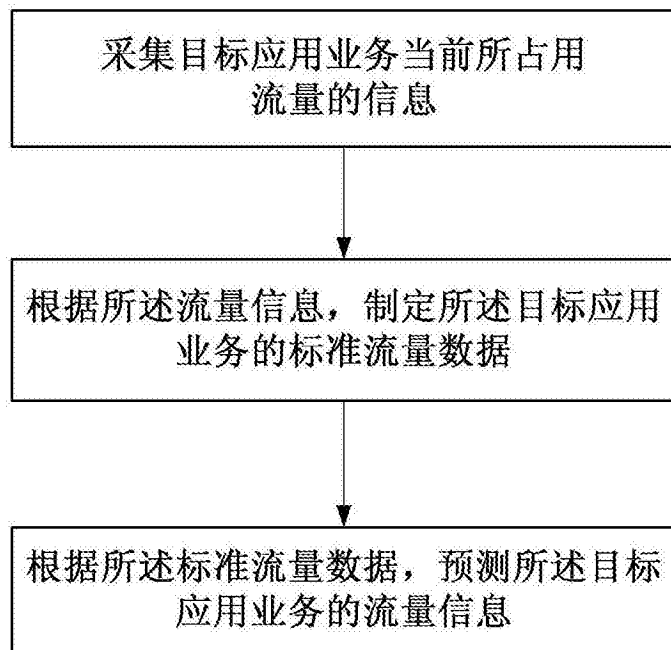 采集目标应用业务当前所占用
流量的信息
根据所述流量信息，制定所述目标应用
业务的标准流量数据
根据所述标准流量数据，预测所述目标
应用业务的流量信息